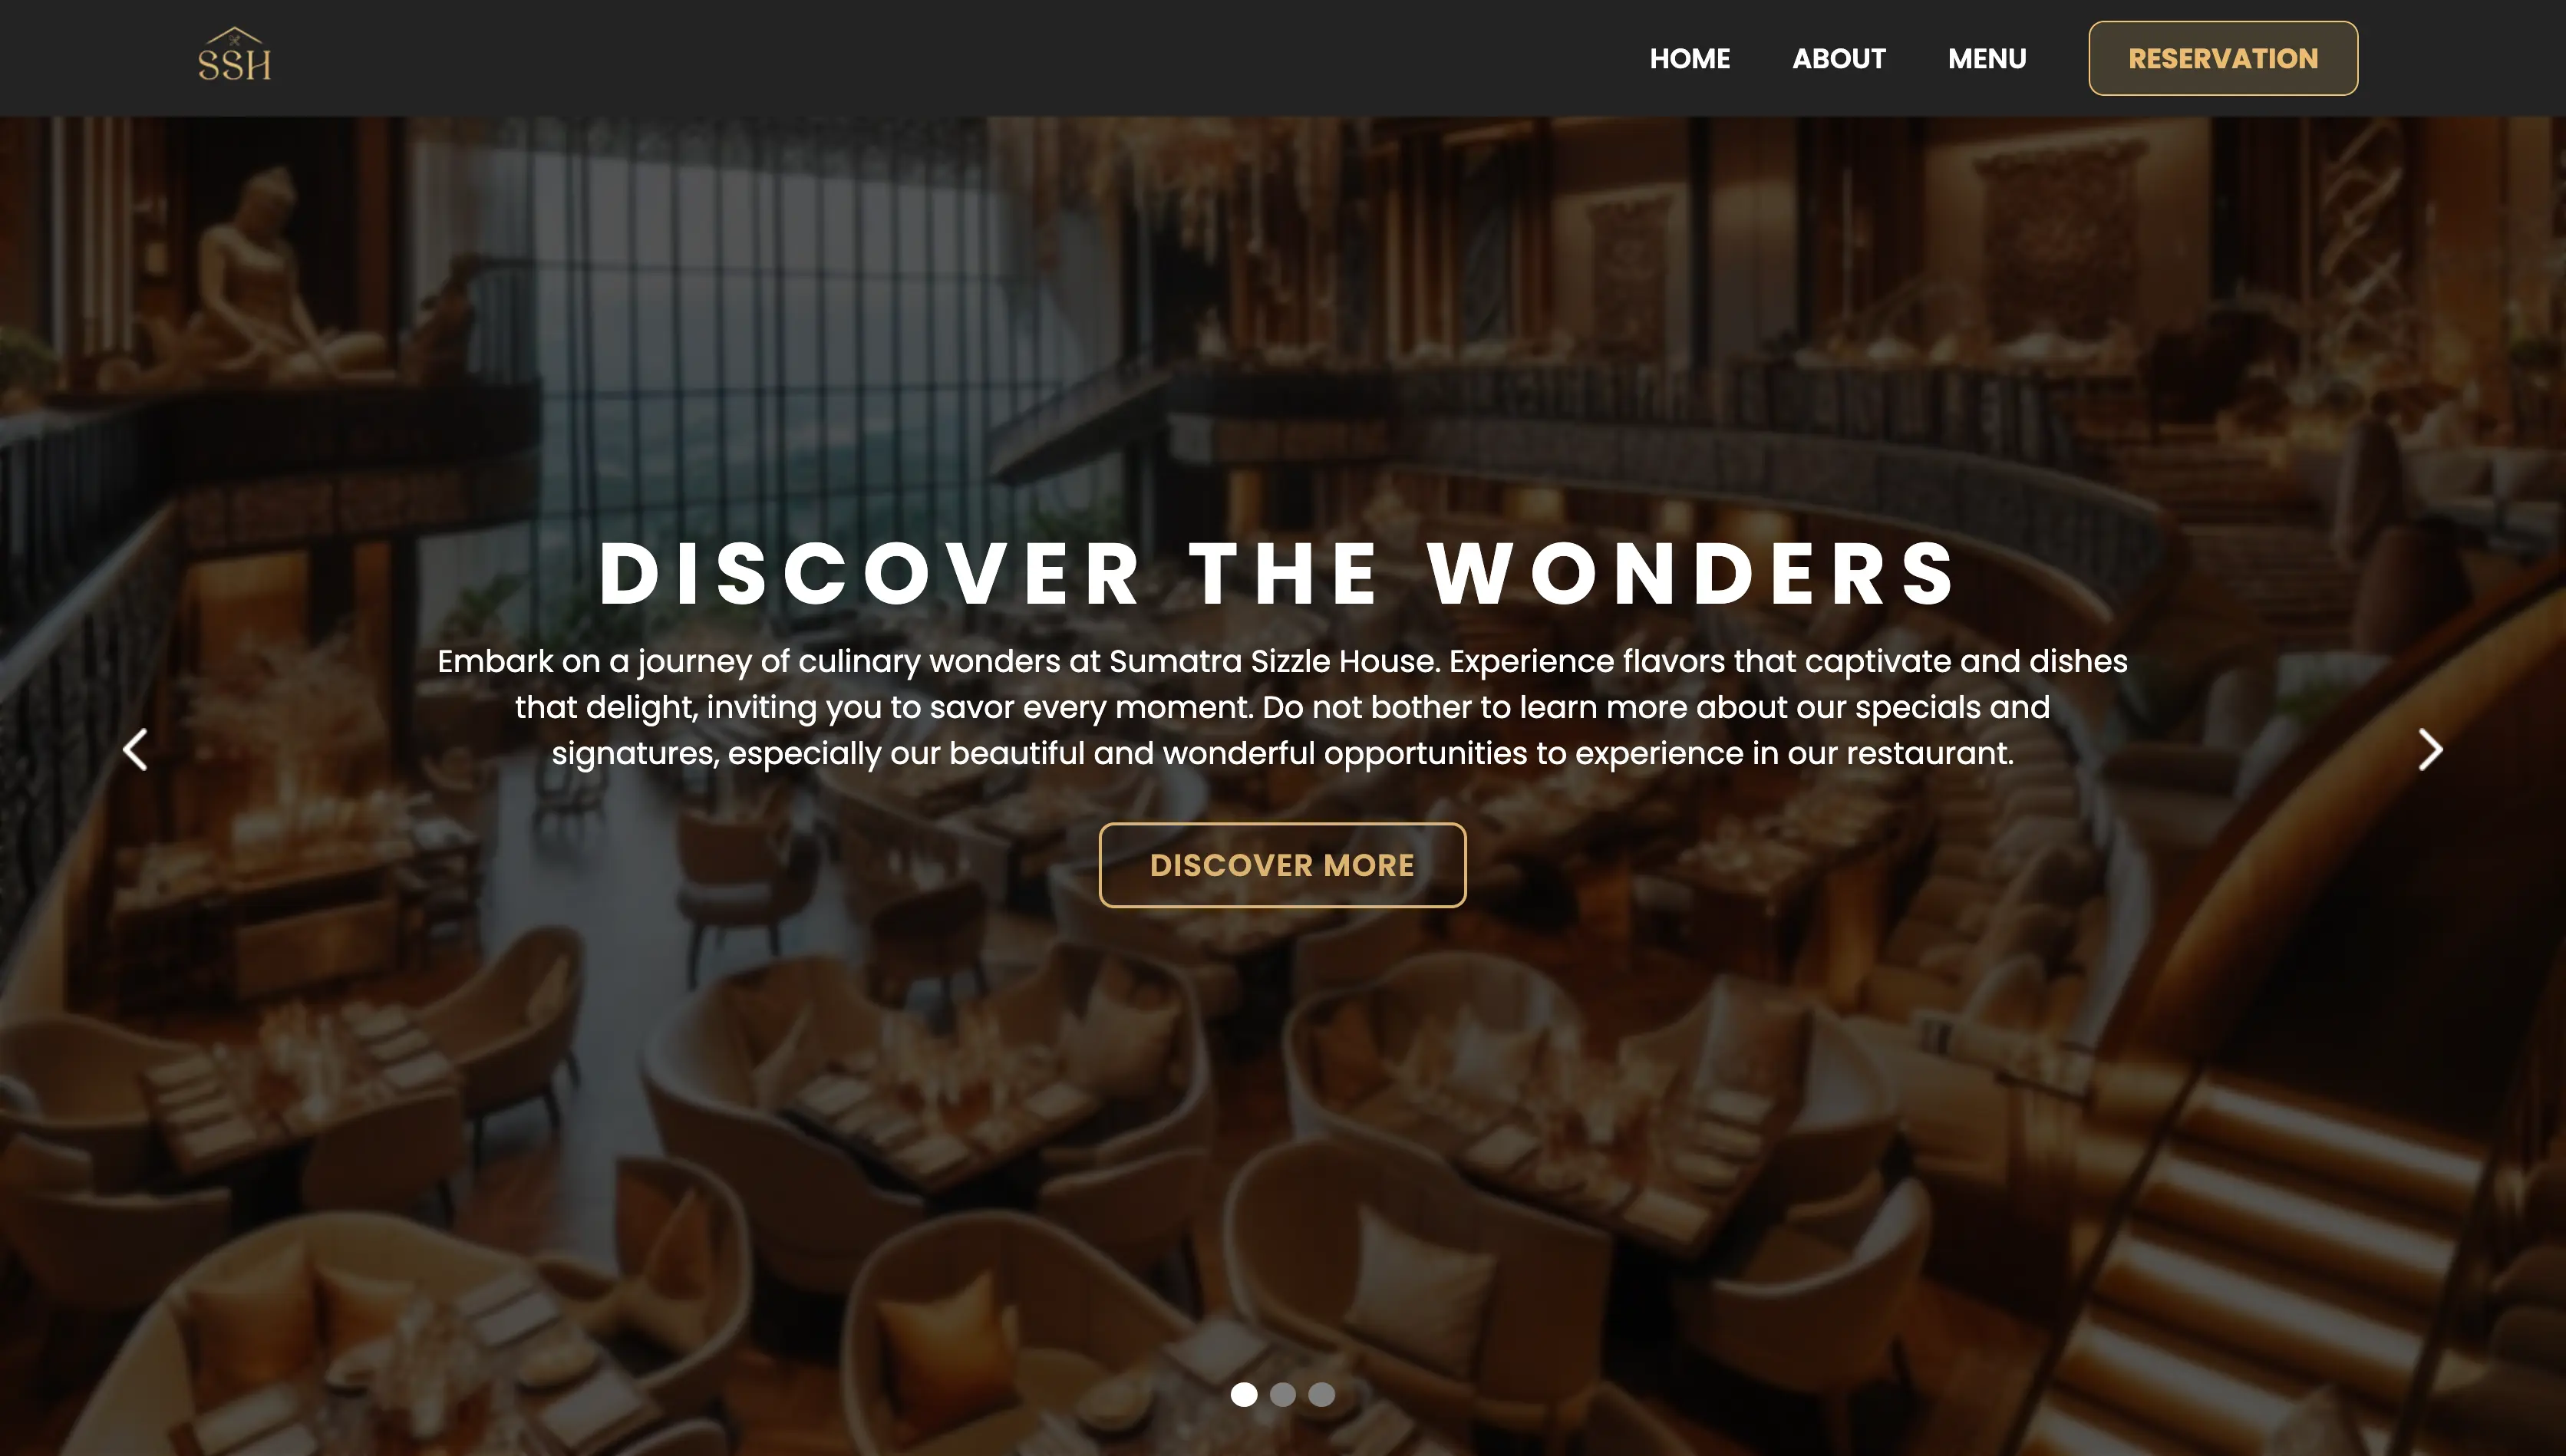 SSH
HOME
ABOUT
MENU
RESERVATION
DISCOVER THE WONDERS
Embark on a journey of culinary wonders at Sumatra Sizzle House. Experience flavors that captivate and dishes
that delight, inviting you to savor every moment. Do not bother to learn more about our specials and
signatures, especially our beautiful and wonderful opportunities to experience in our restaurant.
DISCOVER MORE